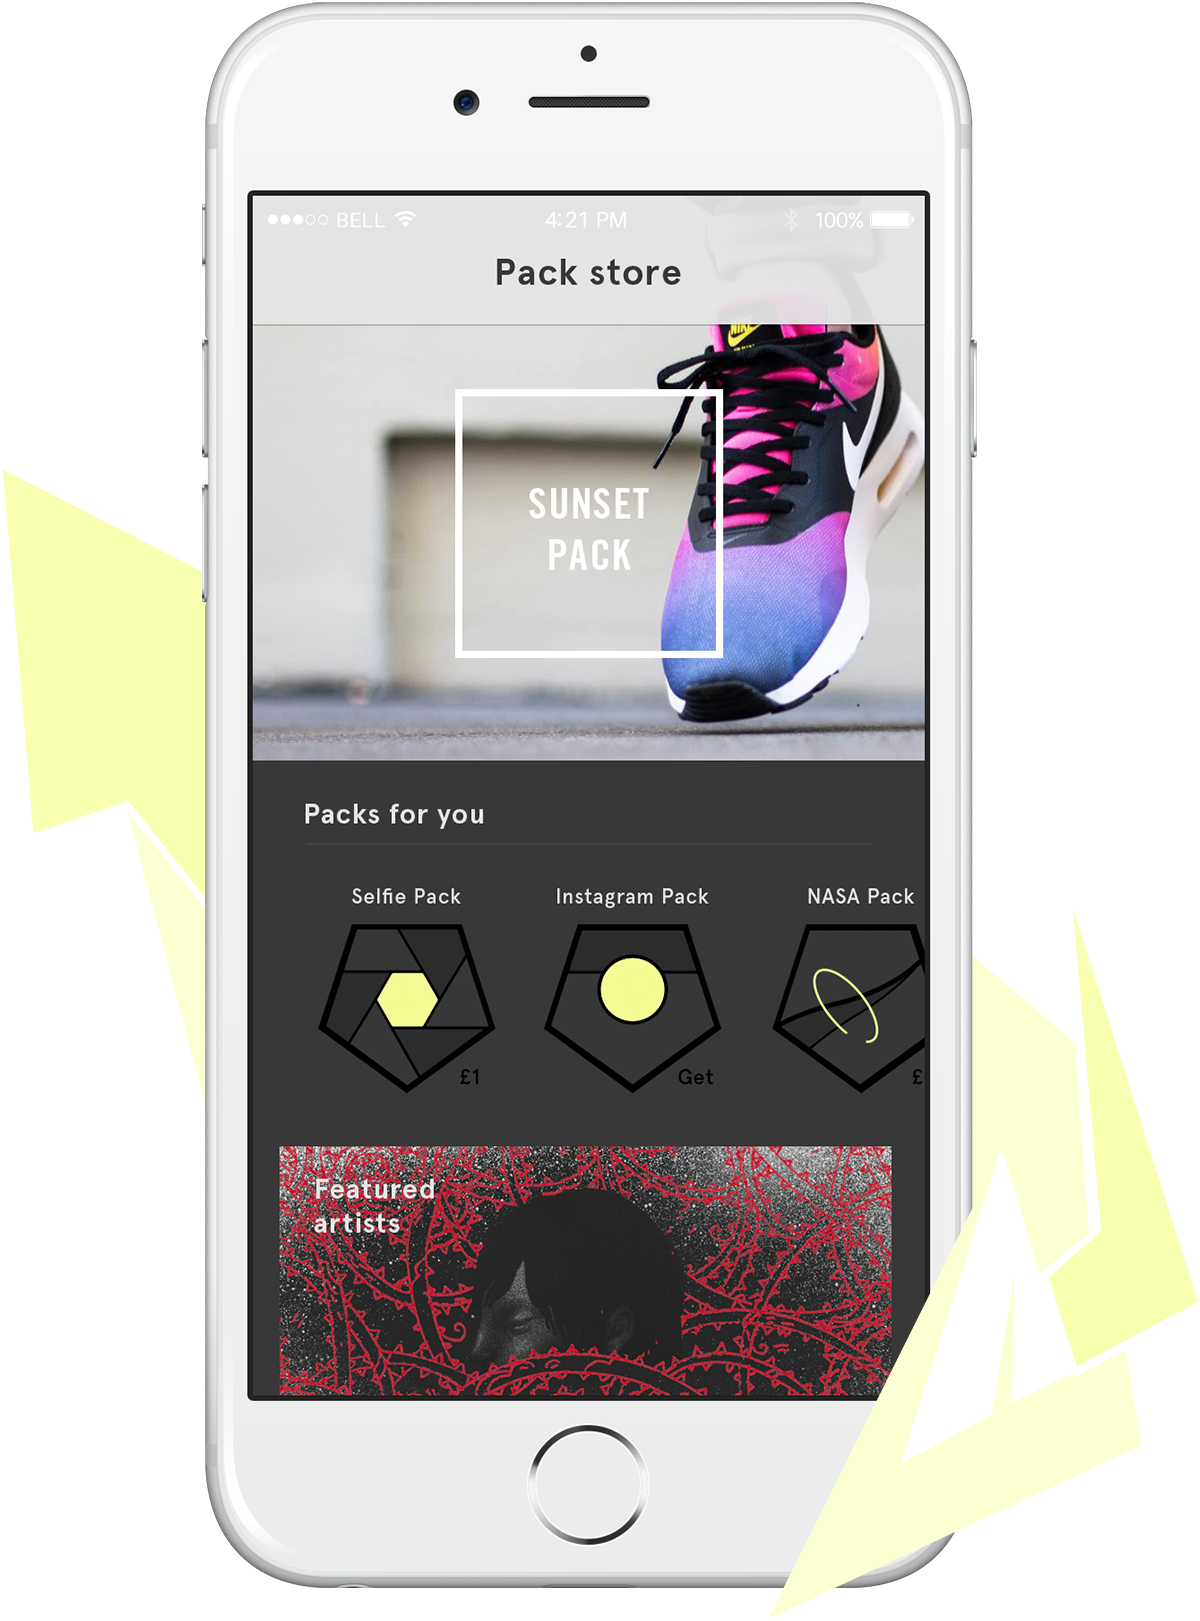 BELL 4:21 PM 100%
Pack store
NIKE
SUNSET
PACK
Packs for you
Selfie Pack Instagram Pack NASA Pack
£1 Get £
Featured
artists